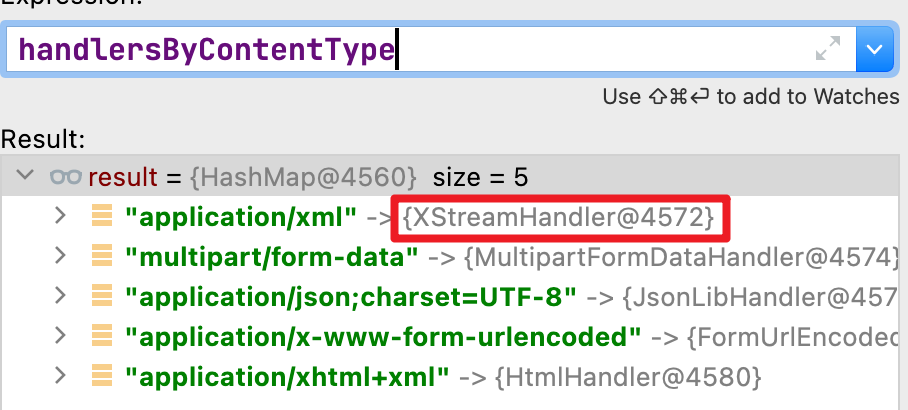 Expression:
handlersByContentType
Use ⇧⌘⏎ to add to Watches
Result:
result = {HashMap@4560} size = 5
"application/xml" -> {XStreamHandler@4572}
"multipart/form-data" -> {MultipartFormDataHandler@4574}
"application/json;charset=UTF-8" -> {JsonLibHandler@457
"application/x-www-form-urlencoded" -> {FormUrlEncoded
"application/xhtml+xml" -> {HtmlHandler@4580}